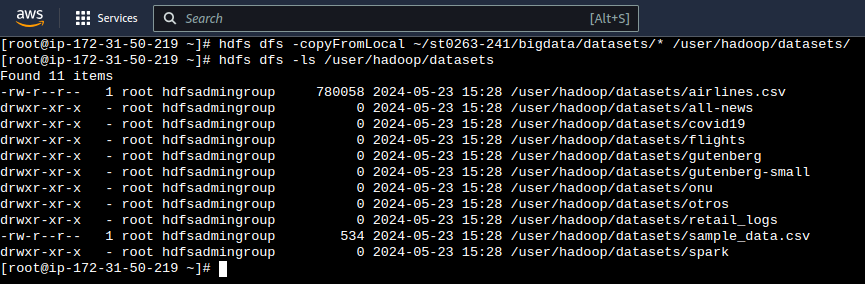 aws Services Search [Alt+S]
[root@ip-172-31-50-219 ~]# hdfs dfs -copyFromLocal ~/st0263-241/bigdata/datasets/* /user/hadoop/datasets/
[root@ip-172-31-50-219 ~]# hdfs dfs -ls /user/hadoop/datasets
Found 11 items
-rw-r--r--   1 root hdfsadmingroup     780058 2024-05-23 15:28 /user/hadoop/datasets/airlines.csv
drwxr-xr-x   - root hdfsadmingroup          0 2024-05-23 15:28 /user/hadoop/datasets/all-news
drwxr-xr-x   - root hdfsadmingroup          0 2024-05-23 15:28 /user/hadoop/datasets/covid19
drwxr-xr-x   - root hdfsadmingroup          0 2024-05-23 15:28 /user/hadoop/datasets/flights
drwxr-xr-x   - root hdfsadmingroup          0 2024-05-23 15:28 /user/hadoop/datasets/gutenberg
drwxr-xr-x   - root hdfsadmingroup          0 2024-05-23 15:28 /user/hadoop/datasets/gutenberg-small
drwxr-xr-x   - root hdfsadmingroup          0 2024-05-23 15:28 /user/hadoop/datasets/onu
drwxr-xr-x   - root hdfsadmingroup          0 2024-05-23 15:28 /user/hadoop/datasets/otros
drwxr-xr-x   - root hdfsadmingroup          0 2024-05-23 15:28 /user/hadoop/datasets/retail_logs
-rw-r--r--   1 root hdfsadmingroup        534 2024-05-23 15:28 /user/hadoop/datasets/sample_data.csv
drwxr-xr-x   - root hdfsadmingroup          0 2024-05-23 15:28 /user/hadoop/datasets/spark
[root@ip-172-31-50-219 ~]#